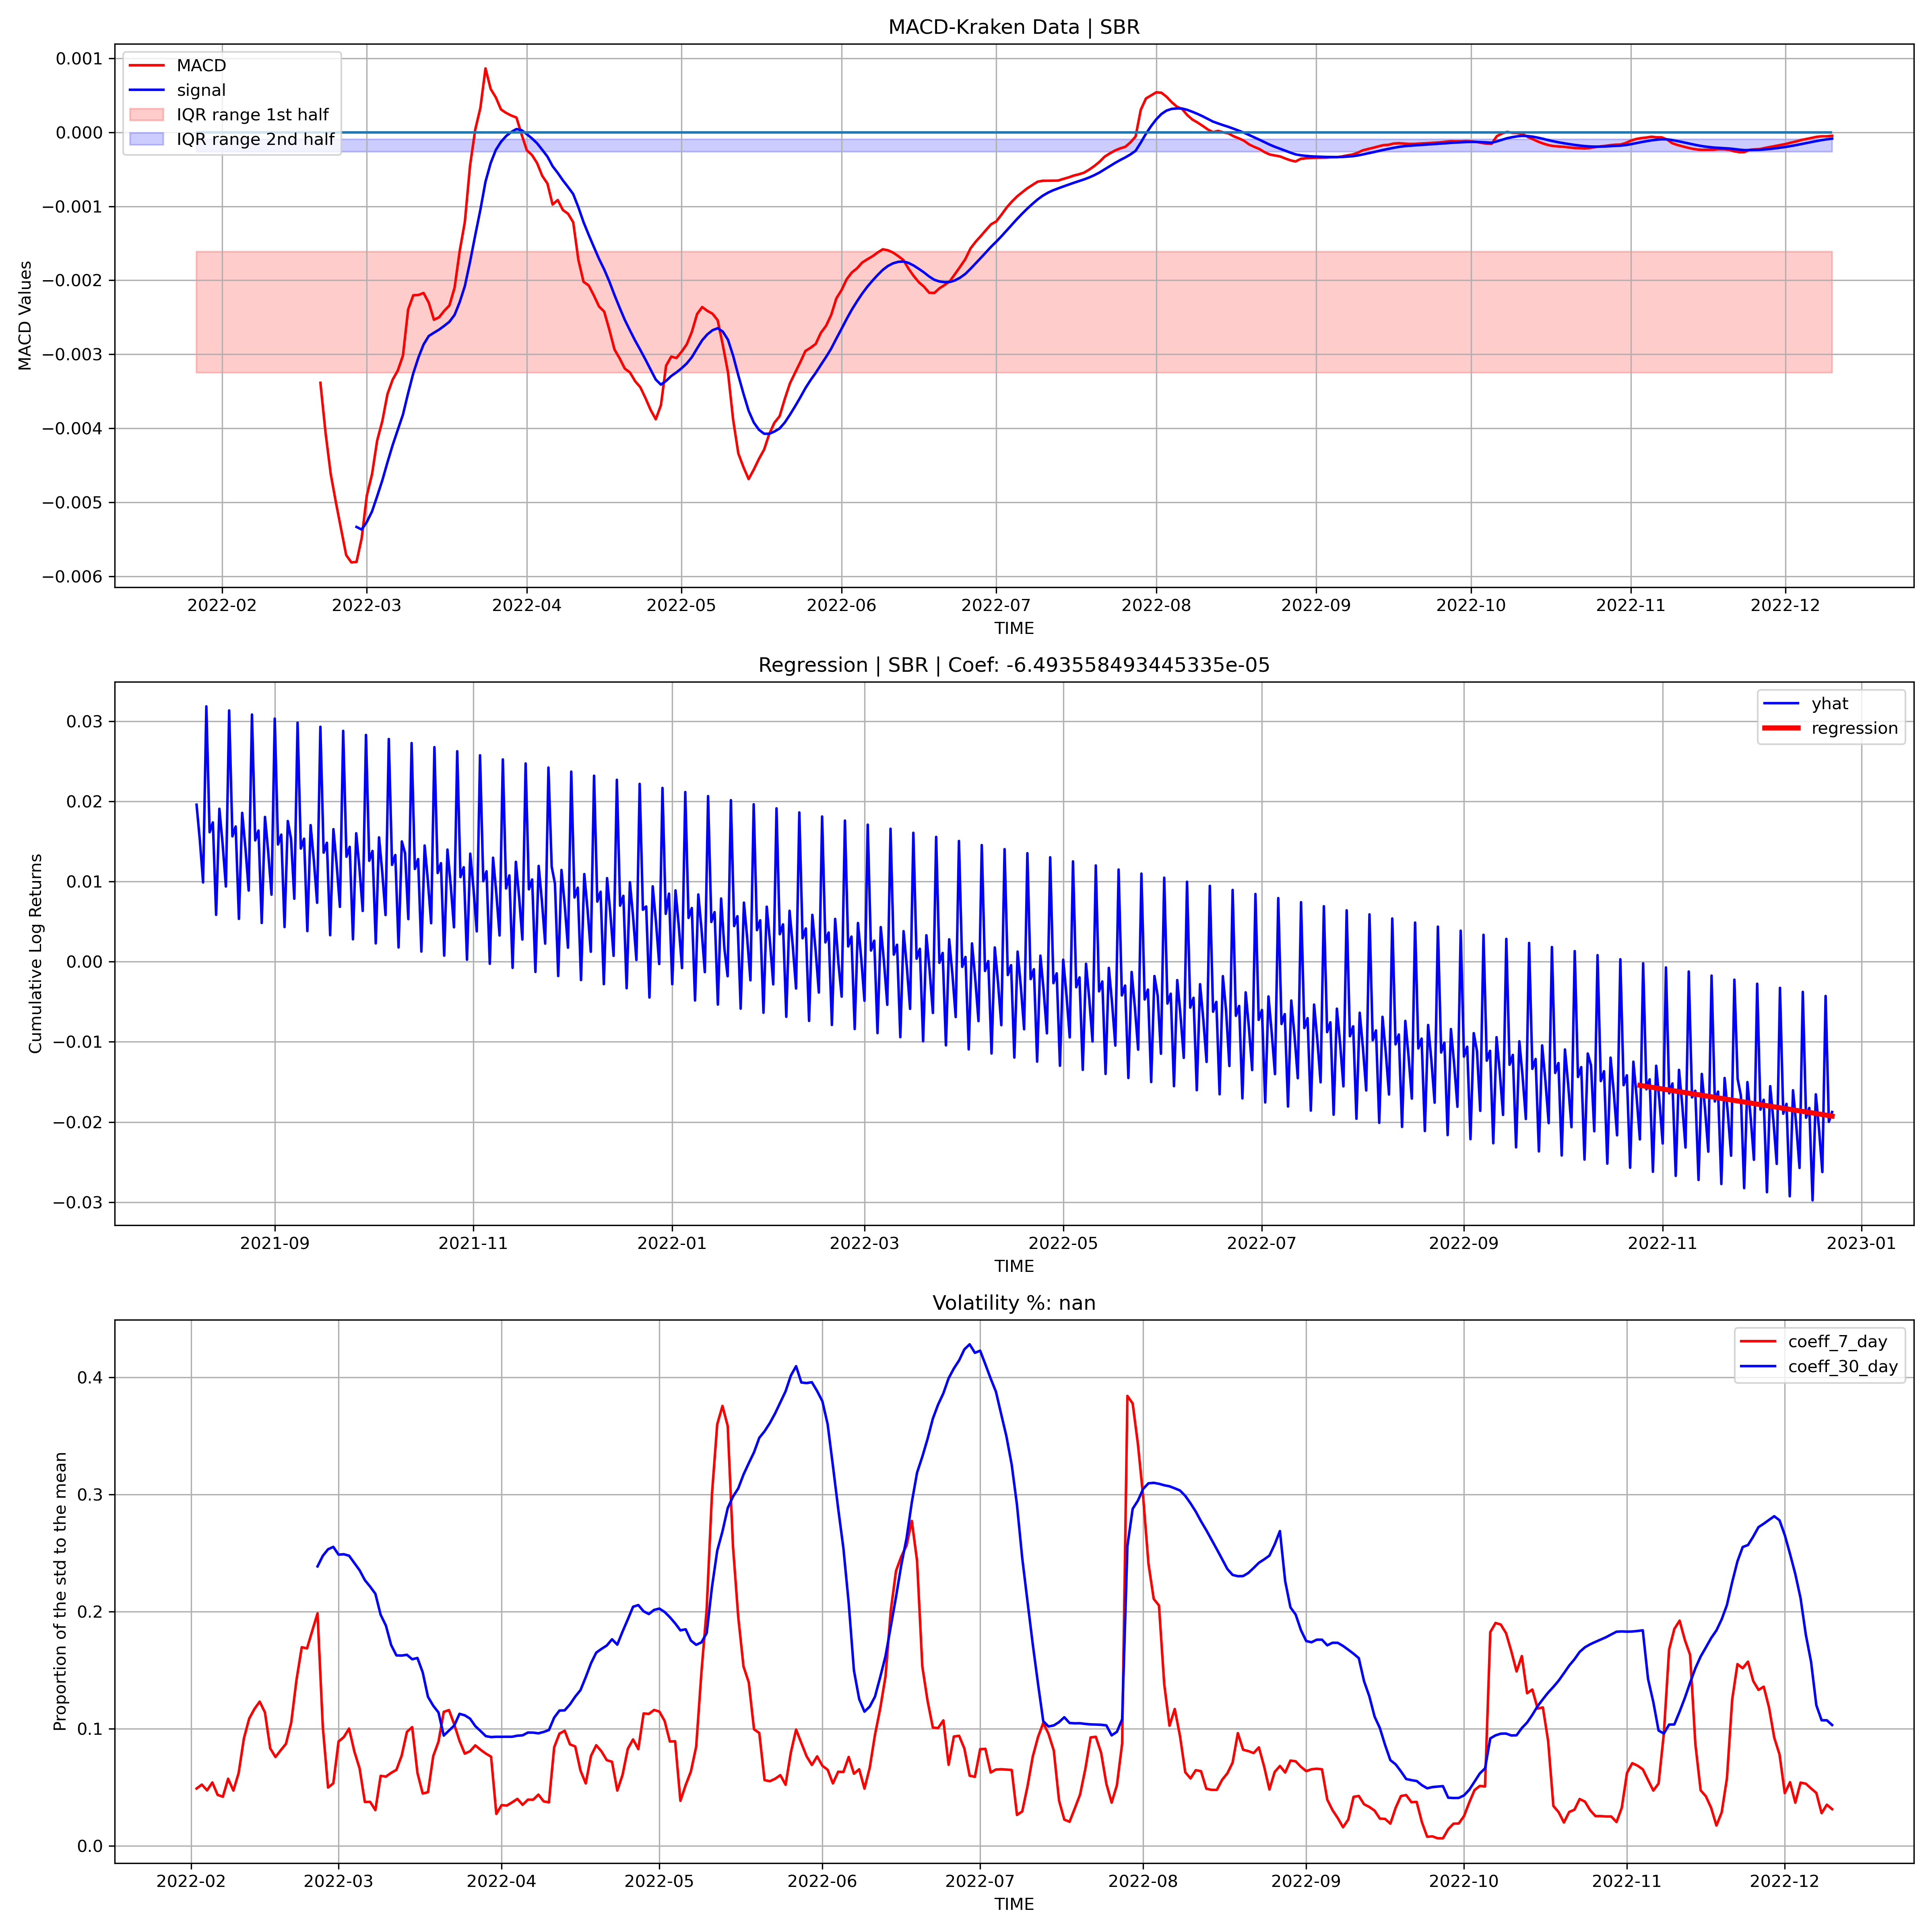 MACD-Kraken Data | SBR
MACD
signal
IQR range 1st half
IQR range 2nd half
MACD Values
0.001
0.000
−0.001
−0.002
−0.003
−0.004
−0.005
−0.006
2022-02 2022-03 2022-04 2022-05 2022-06 2022-07 2022-08 2022-09 2022-10 2022-11 2022-12
TIME
Regression | SBR | Coef: -6.493558493445335e-05
yhat
regression
Cumulative Log Returns
0.03
0.02
0.01
0.00
−0.01
−0.02
−0.03
2021-09 2021-11 2022-01 2022-03 2022-05 2022-07 2022-09 2022-11 2023-01
TIME
Volatility %: nan
coeff_7_day
coeff_30_day
Proportion of the std to the mean
0.4
0.3
0.2
0.1
0.0
2022-02 2022-03 2022-04 2022-05 2022-06 2022-07 2022-08 2022-09 2022-10 2022-11 2022-12
TIME